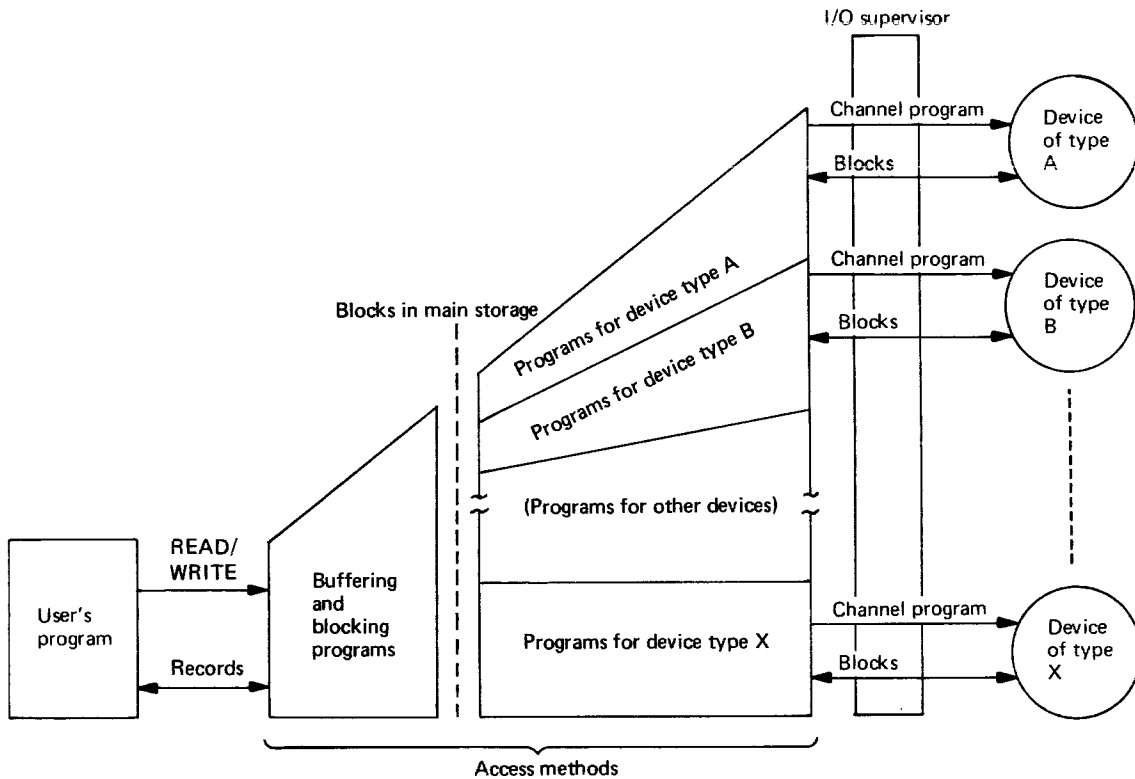 I/O supervisor
Channel program
Device
of type
A
Blocks
Channel program
Device
of type
B
Blocks
Programs for device type A
Blocks in main storage
Programs for device type B
(Programs for other devices)
READ/
WRITE
Buffering
and
blocking
programs
User's
program
Records
Programs for device type X
Channel program
Device
of type
X
Blocks
Access methods